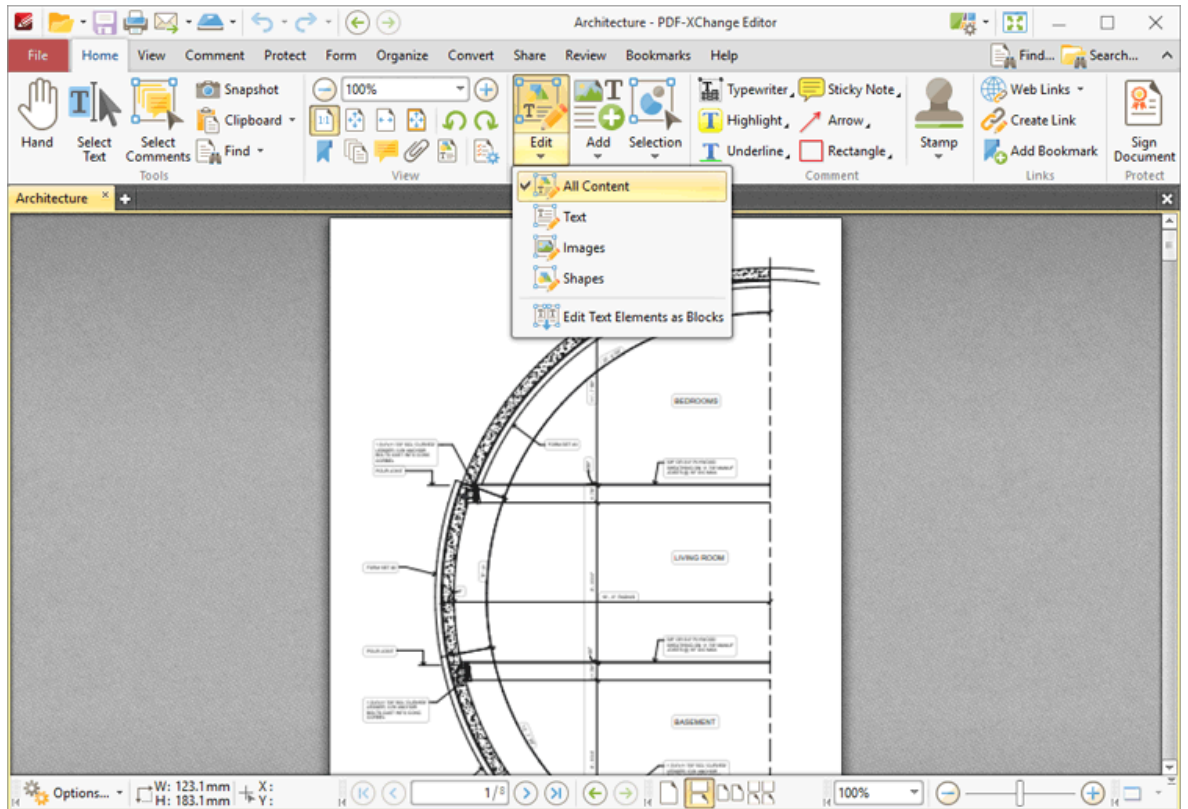 Architecture - PDF-XChange Editor
File Home View Comment Protect Form Organize Convert Share Review Bookmarks Help Find... Search...
Hand
Select Text
Select Comments
Snapshot
Clipboard
Find
Tools
100%
1:1
View
Edit
Add
Selection
Typewriter
Sticky Note
Highlight
Arrow
Underline
Rectangle
Comment
Stamp
Web Links
Create Link
Add Bookmark
Links
Sign Document
Protect
Architecture
All Content
Text
Images
Shapes
Edit Text Elements as Blocks
BEDROOMS
LIVING ROOM
BASEMENT
Options...
W: 123.1mm
H: 183.1mm
X:
Y:
1/8
100%